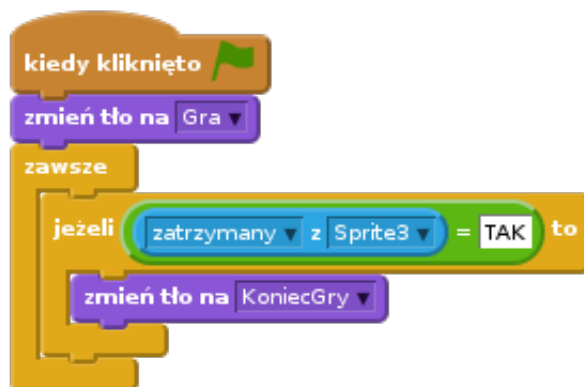 kiedy kliknięto
zmień tło na Gra
zawsze
jeżeli zatrzymany z Sprite3 = TAK to
zmień tło na KoniecGry